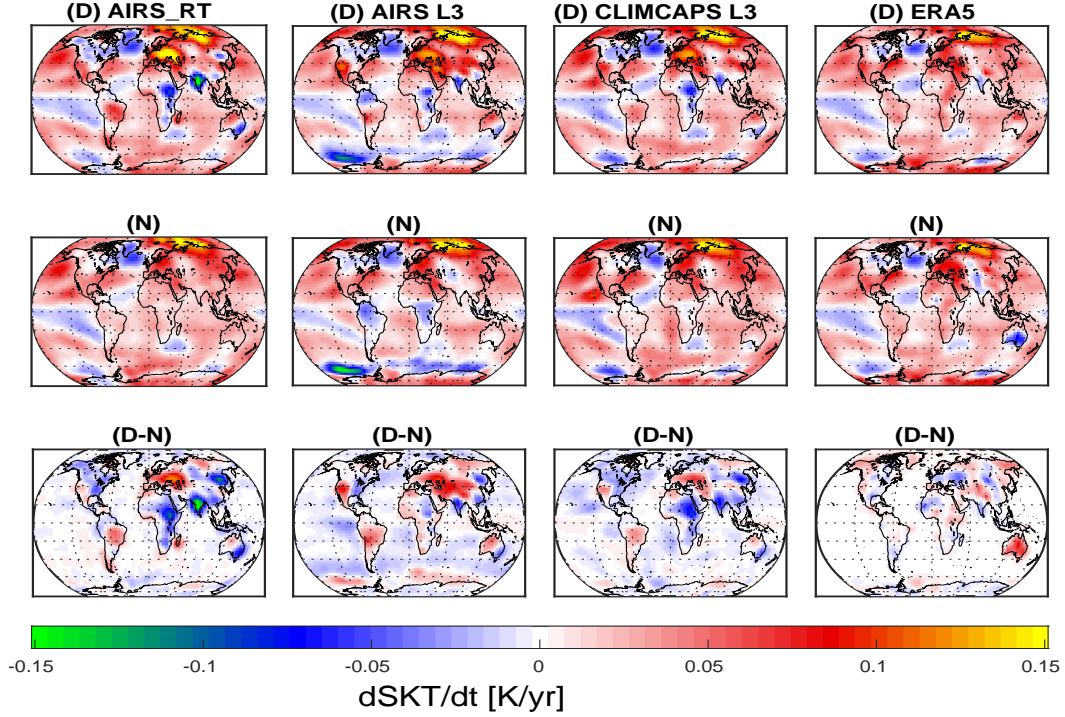 (D) AIRS_RT (D) AIRS L3 (D) CLIMCAPS L3 (D) ERA5
(N) (N) (N) (N)
(D-N) (D-N) (D-N) (D-N)
-0.15 -0.1 -0.05 0 0.05 0.1 0.15
dSKT/dt [K/yr]